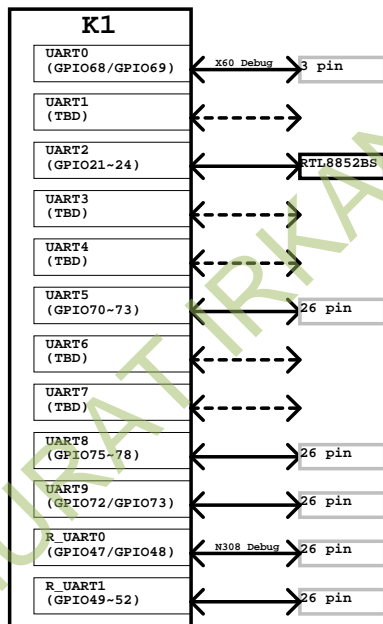 K1
UART0
(GPIO68/GPIO69)
X60 Debug
3 pin
UART1
(TBD)
UART2
(GPIO21~24)
RTL8852BS
UART3
(TBD)
UART4
(TBD)
UART5
(GPIO70~73)
26 pin
UART6
(TBD)
UART7
(TBD)
UART8
(GPIO75~78)
26 pin
UART9
(GPIO72/GPIO73)
26 pin
R_UART0
(GPIO47/GPIO48)
N308 Debug
26 pin
R_UART1
(GPIO49~52)
26 pin
URAT IRKAN